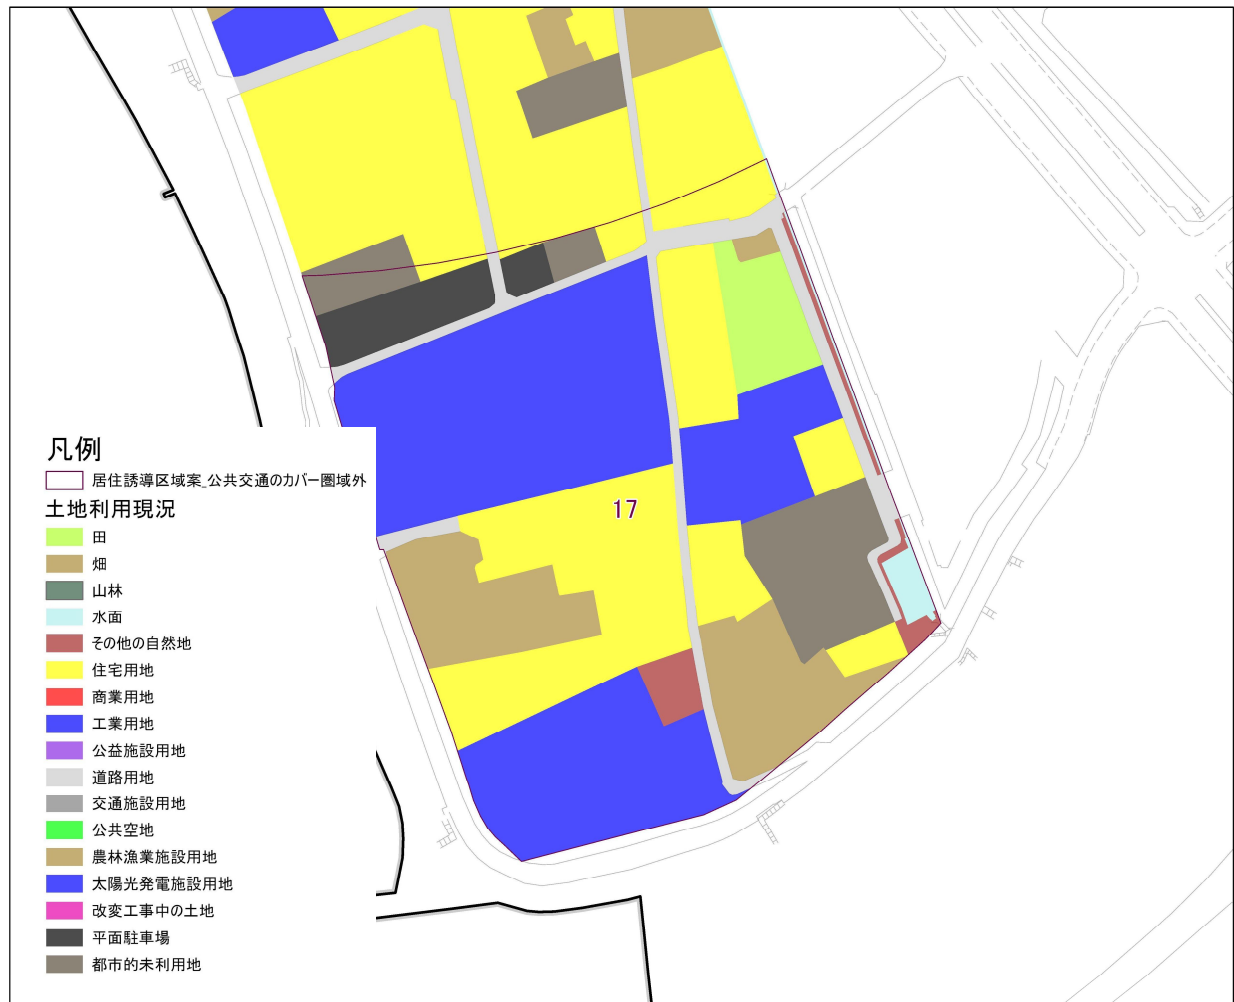 17
凡例
居住誘導区域案_公共交通のカバー圏域外
土地利用現況
田
畑
山林
水面
その他の自然地
住宅用地
商業用地
工業用地
公益施設用地
道路用地
交通施設用地
公共空地
農林漁業施設用地
太陽光発電施設用地
改変工事中の土地
平面駐車場
都市的未利用地